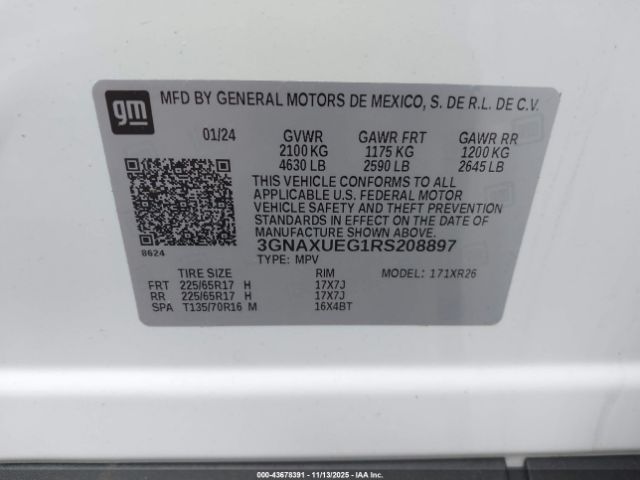 gm
MFD BY GENERAL MOTORS DE MEXICO, S. DE R.L. DE C.V.
01/24 GVWR GAWR FRT GAWR RR
2100 KG 1175 KG 1200 KG
4630 LB 2590 LB 2645 LB
THIS VEHICLE CONFORMS TO ALL
APPLICABLE U.S. FEDERAL MOTOR
VEHICLE SAFETY AND THEFT PREVENTION
STANDARDS IN EFFECT ON THE DATE OF
MANUFACTURE SHOWN ABOVE.
3GNAXUEG1RS208897
8624
TYPE: MPV
TIRE SIZE RIM MODEL: 171XR26
FRT 225/65R17 H 17X7J
RR 225/65R17 H 17X7J
SPA T135/70R16 M 16X4BT
000-43678391 - 11/13/2025 - IAA Inc.